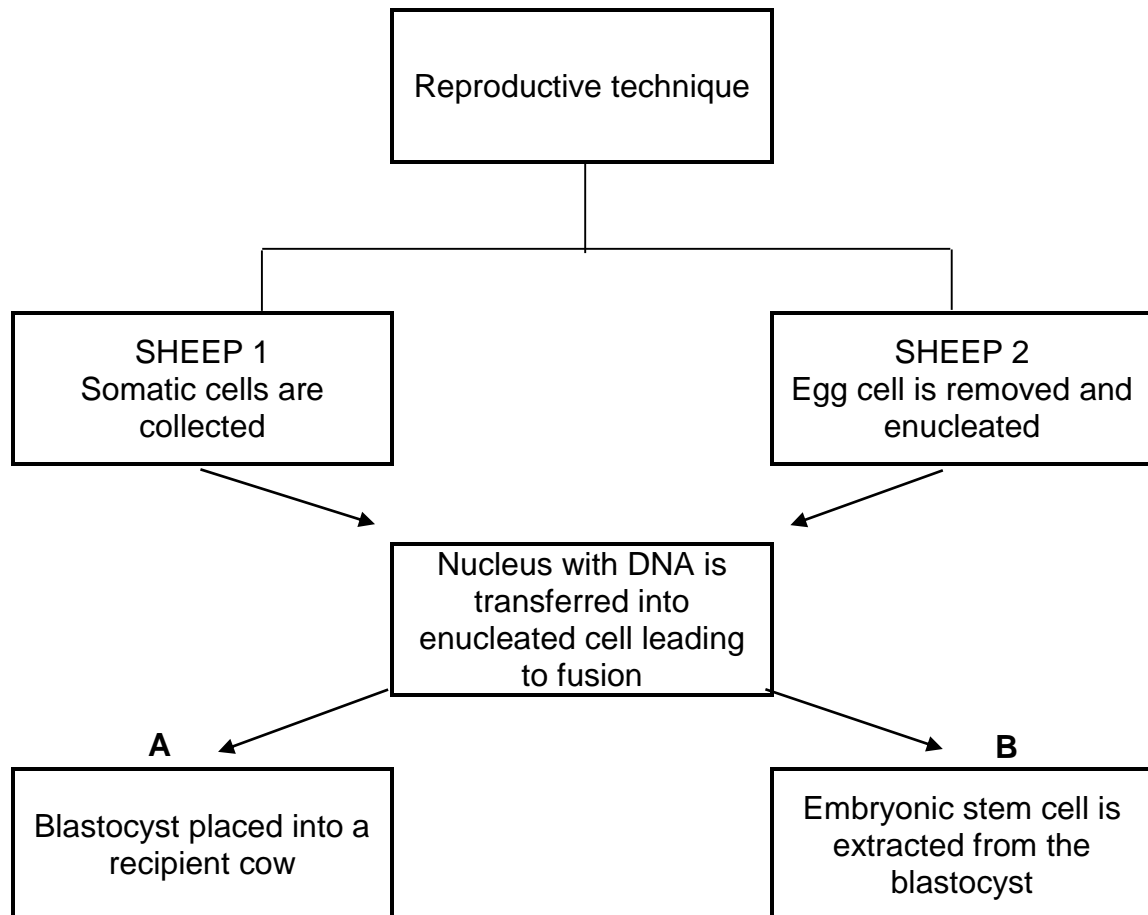 Reproductive technique
SHEEP 1
Somatic cells are
collected
SHEEP 2
Egg cell is removed and
enucleated
Nucleus with DNA is
transferred into
enucleated cell leading
to fusion
A
Blastocyst placed into a
recipient cow
B
Embryonic stem cell is
extracted from the
blastocyst